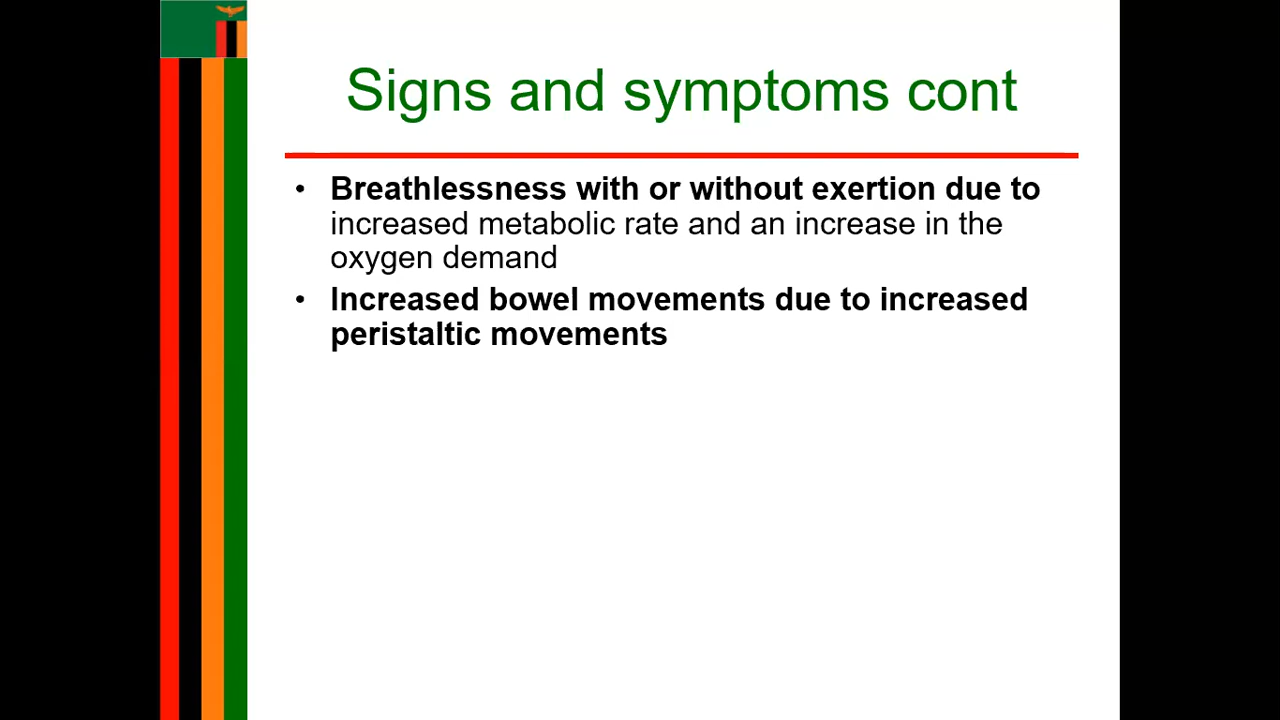 Signs and symptoms cont
• Breathlessness with or without exertion due to
increased metabolic rate and an increase in the
oxygen demand
• Increased bowel movements due to increased
peristaltic movements